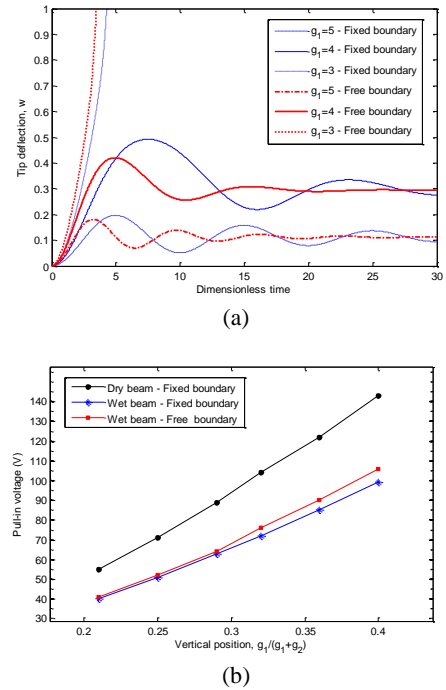 1
0.9
0.8
0.7
0.6
0.5
0.4
0.3
0.2
0.1
0
Tip deflection, w
g1=5 - Fixed boundary
g1=4 - Fixed boundary
g1=3 - Fixed boundary
g1=5 - Free boundary
g1=4 - Free boundary
g1=3 - Free boundary
0 5 10 15 20 25 30
Dimensionless time
(a)
140
120
100
90
80
70
60
50
40
30
Pull-in voltage (V)
Dry beam - Fixed boundary
Wet beam - Fixed boundary
Wet beam - Free boundary
0.2 0.25 0.3 0.35 0.4
Vertical position, g1/(g1+g2)
(b)